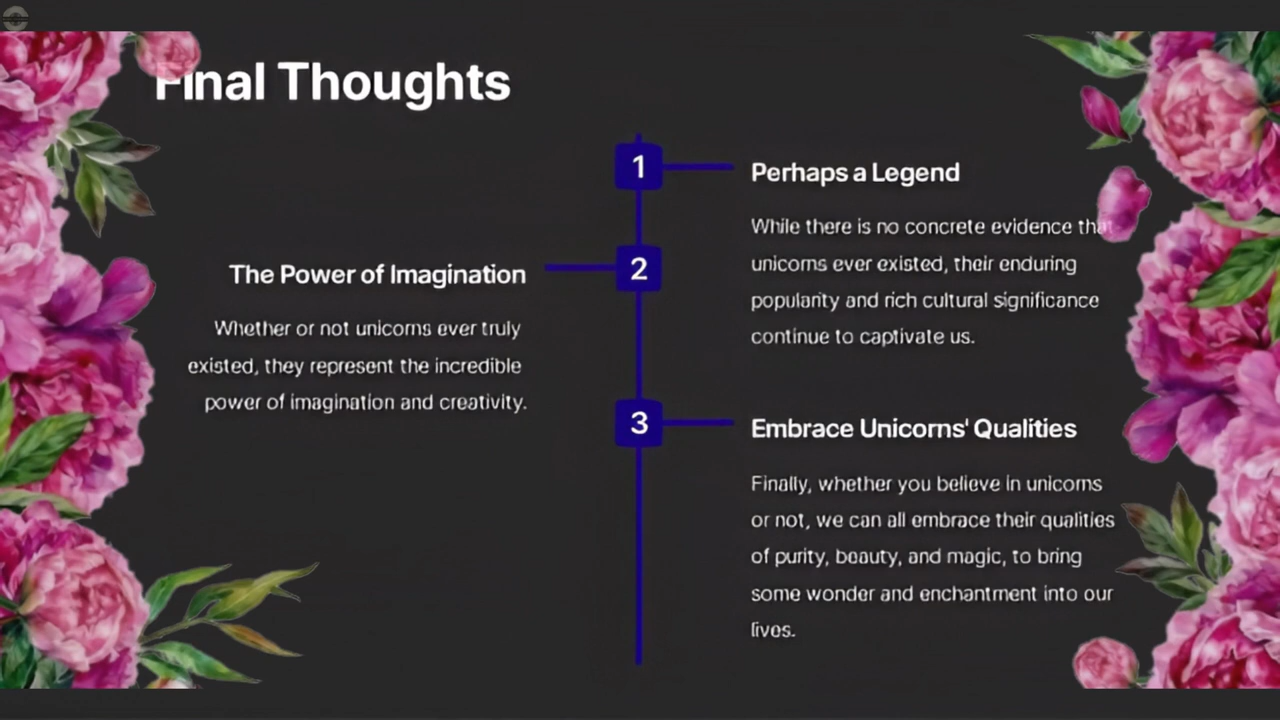 Final Thoughts
1
Perhaps a Legend
While there is no concrete evidence that
unicorns ever existed, their enduring
popularity and rich cultural significance
continue to captivate us.
2
The Power of Imagination
Whether or not unicorns ever truly
existed, they represent the incredible
power of imagination and creativity.
3
Embrace Unicorns' Qualities
Finally, whether you believe in unicorns
or not, we can all embrace their qualities
of purity, beauty, and magic, to bring
some wonder and enchantment into our
lives.